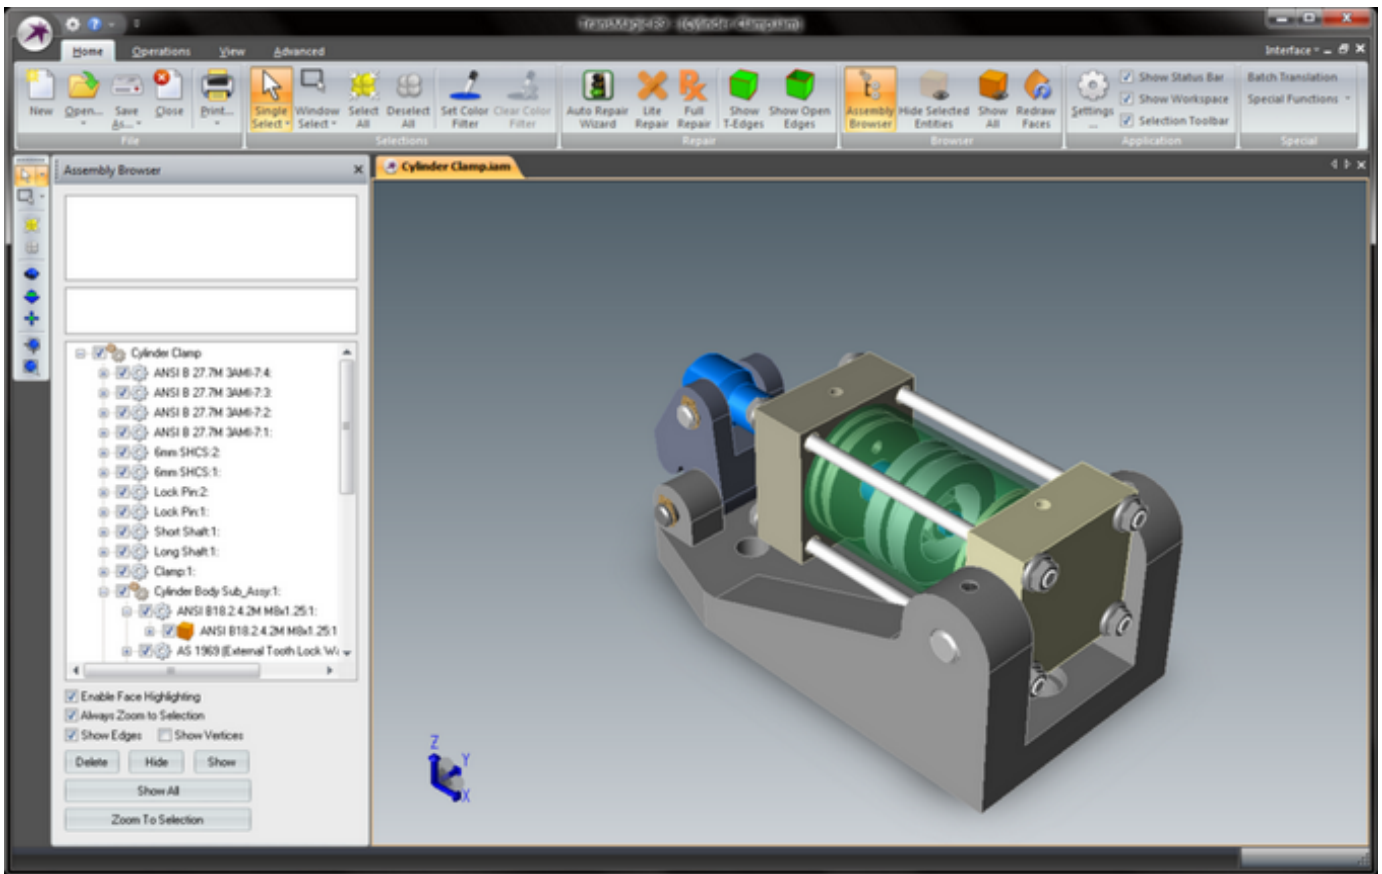 TransMagic R9 - [Cylinder Clamp.iam]
Home Operations View Advanced Interface
New Open... Save As... Close Print...
Single Select Window Select Select All Deselect All Set Color Filter Clear Color Filter
Auto Repair Wizard Lite Repair Full Repair Show T-Edges Show Open Edges
Assembly Browser Hide Selected Entities Show All Redraw Faces
Settings ...
Show Status Bar
Show Workspace
Selection Toolbar
Batch Translation
Special Functions
File Selections Repair Browser Application Special
Assembly Browser
Cylinder Clamp.iam
Cylinder Clamp
ANSI B 27.7M 3AMI-7:4:
ANSI B 27.7M 3AMI-7:3:
ANSI B 27.7M 3AMI-7:2:
ANSI B 27.7M 3AMI-7:1:
6mm SHCS:2:
6mm SHCS:1:
Lock Pin:2:
Lock Pin:1:
Short Shaft:1:
Long Shaft:1:
Clamp:1:
Cylinder Body Sub_Assy:1:
ANSI B18.2.4.2M M8x1.25:1:
ANSI B18.2.4.2M M8x1.25:1
AS 1969 (External Tooth Lock Wa
Enable Face Highlighting
Always Zoom to Selection
Show Edges Show Vertices
Delete Hide Show
Show All
Zoom To Selection
Z
Y
X